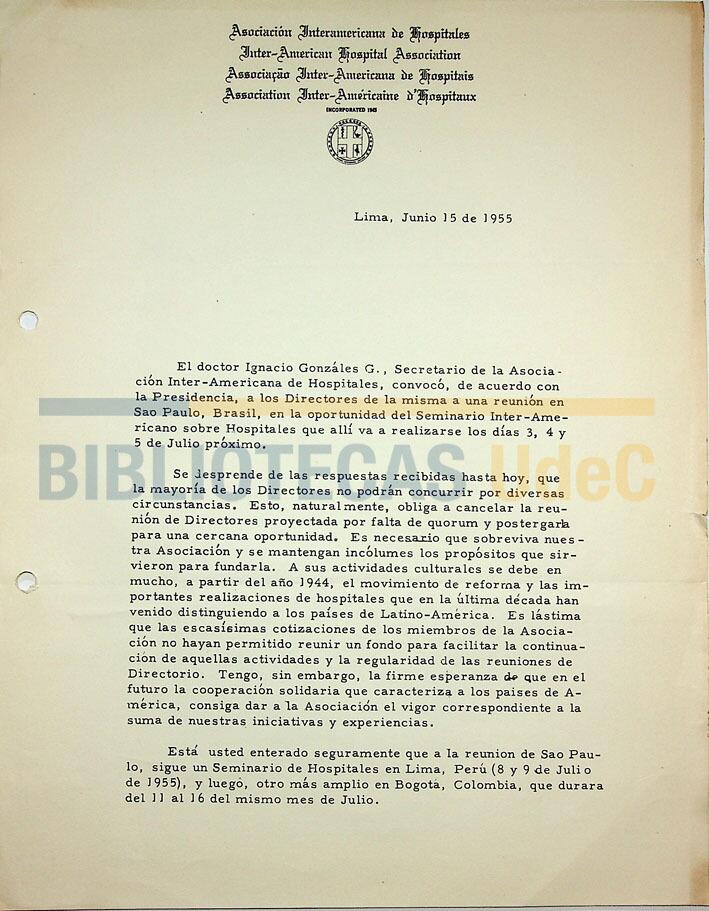 Asociación Interamericana de Hospitales
Inter-American Hospital Association
Associação Inter-Americana de Hospitais
Association Inter-Américaine d'Hospitaux
INCORPORATED 1943
Lima, Junio 15 de 1955
El doctor Ignacio Gonzáles G., Secretario de la Asocia-
ción Inter-Americana de Hospitales, convocó, de acuerdo con
la Presidencia, a los Directores de la misma a una reunión en
Sao Paulo, Brasil, en la oportunidad del Seminario Inter-Ame-
ricano sobre Hospitales que allí va a realizarse los días 3, 4 y
5 de Julio próximo.
BIBLIOTECAS UdeC
Se desprende de las respuestas recibidas hasta hoy, que
la mayoría de los Directores no podrán concurrir por diversas
circunstancias. Esto, naturalmente, obliga a cancelar la reu-
nión de Directores proyectada por falta de quorum y postergarla
para una cercana oportunidad. Es necesario que sobreviva nues-
tra Asociación y se mantengan incólumes los propósitos que sir-
vieron para fundarla. A sus actividades culturales se debe en
mucho, a partir del año 1944, el movimiento de reforma y las im-
portantes realizaciones de hospitales que en la última década han
venido distinguiendo a los países de Latino-América. Es lástima
que las escasísimas cotizaciones de los miembros de la Asocia-
ción no hayan permitido reunir un fondo para facilitar la continua-
ción de aquellas actividades y la regularidad de las reuniones de
Directorio. Tengo, sin embargo, la firme esperanza de que en el
futuro la cooperación solidaria que caracteriza a los paises de A-
mérica, consiga dar a la Asociación el vigor correspondiente a la
suma de nuestras iniciativas y experiencias.
Está usted enterado seguramente que a la reunion de Sao Pau-
lo, sigue un Seminario de Hospitales en Lima, Perú (8 y 9 de Julio
de 1955), y luego, otro más amplio en Bogotá, Colombia, que durara
del 11 al 16 del mismo mes de Julio.